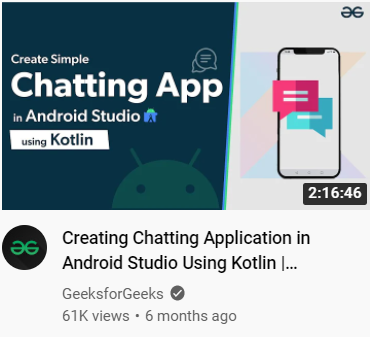 Create Simple
Chatting App
in Android Studio
using Kotlin
2:16:46
Creating Chatting Application in
Android Studio Using Kotlin |...
GeeksforGeeks
61K views • 6 months ago